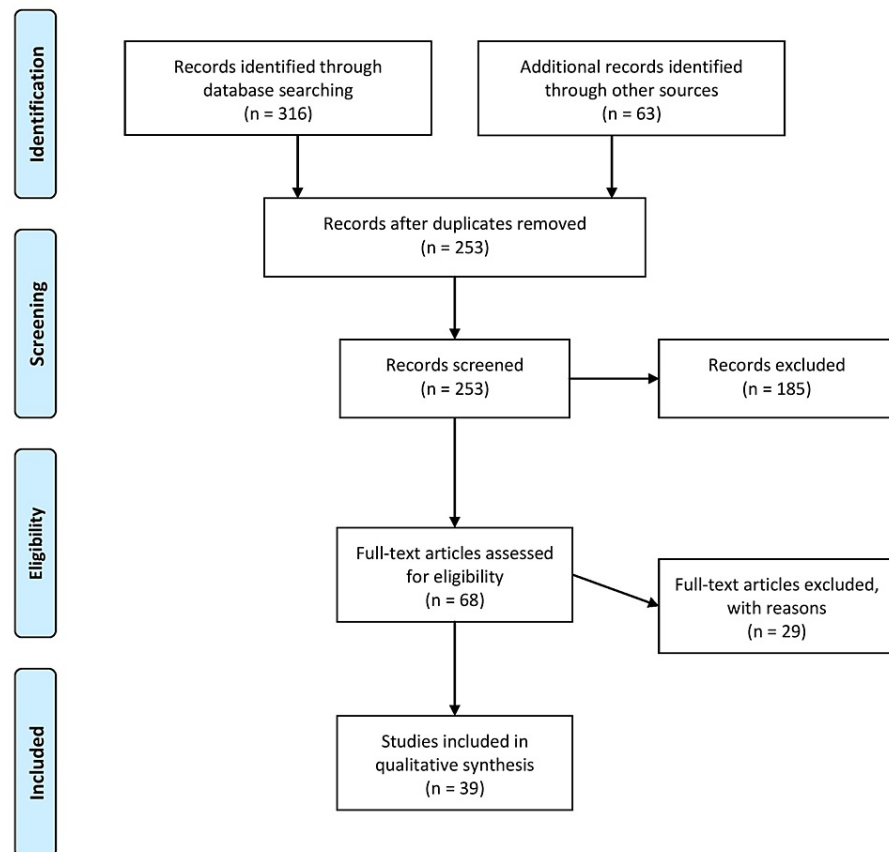 Identification
Records identified through
database searching
(n = 316)
Additional records identified
through other sources
(n = 63)
Records after duplicates removed
(n = 253)
Screening
Records screened
(n = 253)
Records excluded
(n = 185)
Eligibility
Full-text articles assessed
for eligibility
(n = 68)
Full-text articles excluded,
with reasons
(n = 29)
Included
Studies included in
qualitative synthesis
(n = 39)